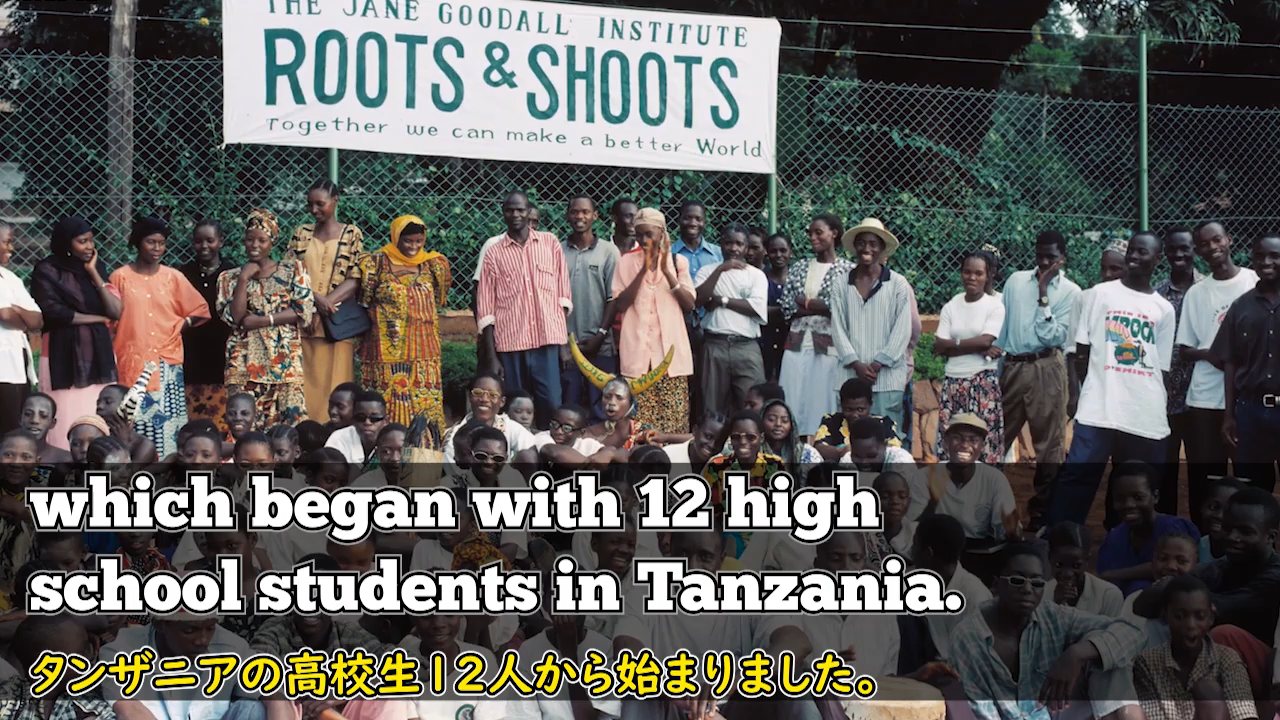 THE JANE GOODALL INSTITUTE
ROOTS & SHOOTS
Together we can make a better World
THIS IS
which began with 12 high
school students in Tanzania.
タンザニアの高校生12人から始まりました。